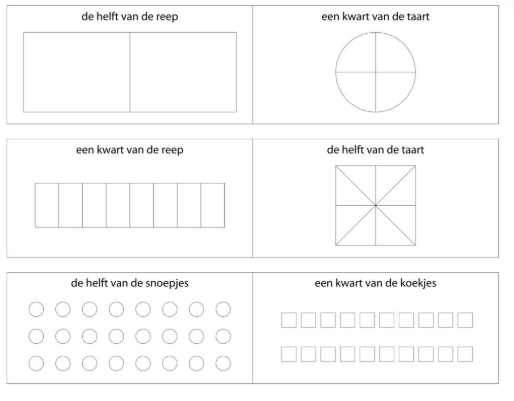 de helft van de reep
een kwart van de taart
een kwart van de reep
de helft van de taart
de helft van de snoepjes
een kwart van de koekjes